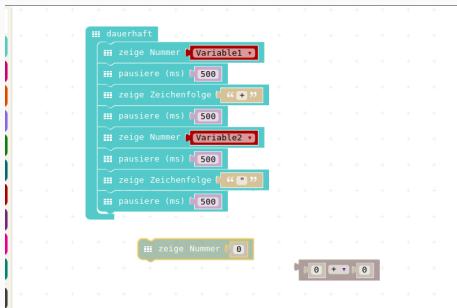 dauerhaft
zeige Nummer Variable1
pausiere (ms) 500
zeige Zeichenfolge “ + ”
pausiere (ms) 500
zeige Nummer Variable2
pausiere (ms) 500
zeige Zeichenfolge “ " ”
pausiere (ms) 500
zeige Nummer 0
0 + 0